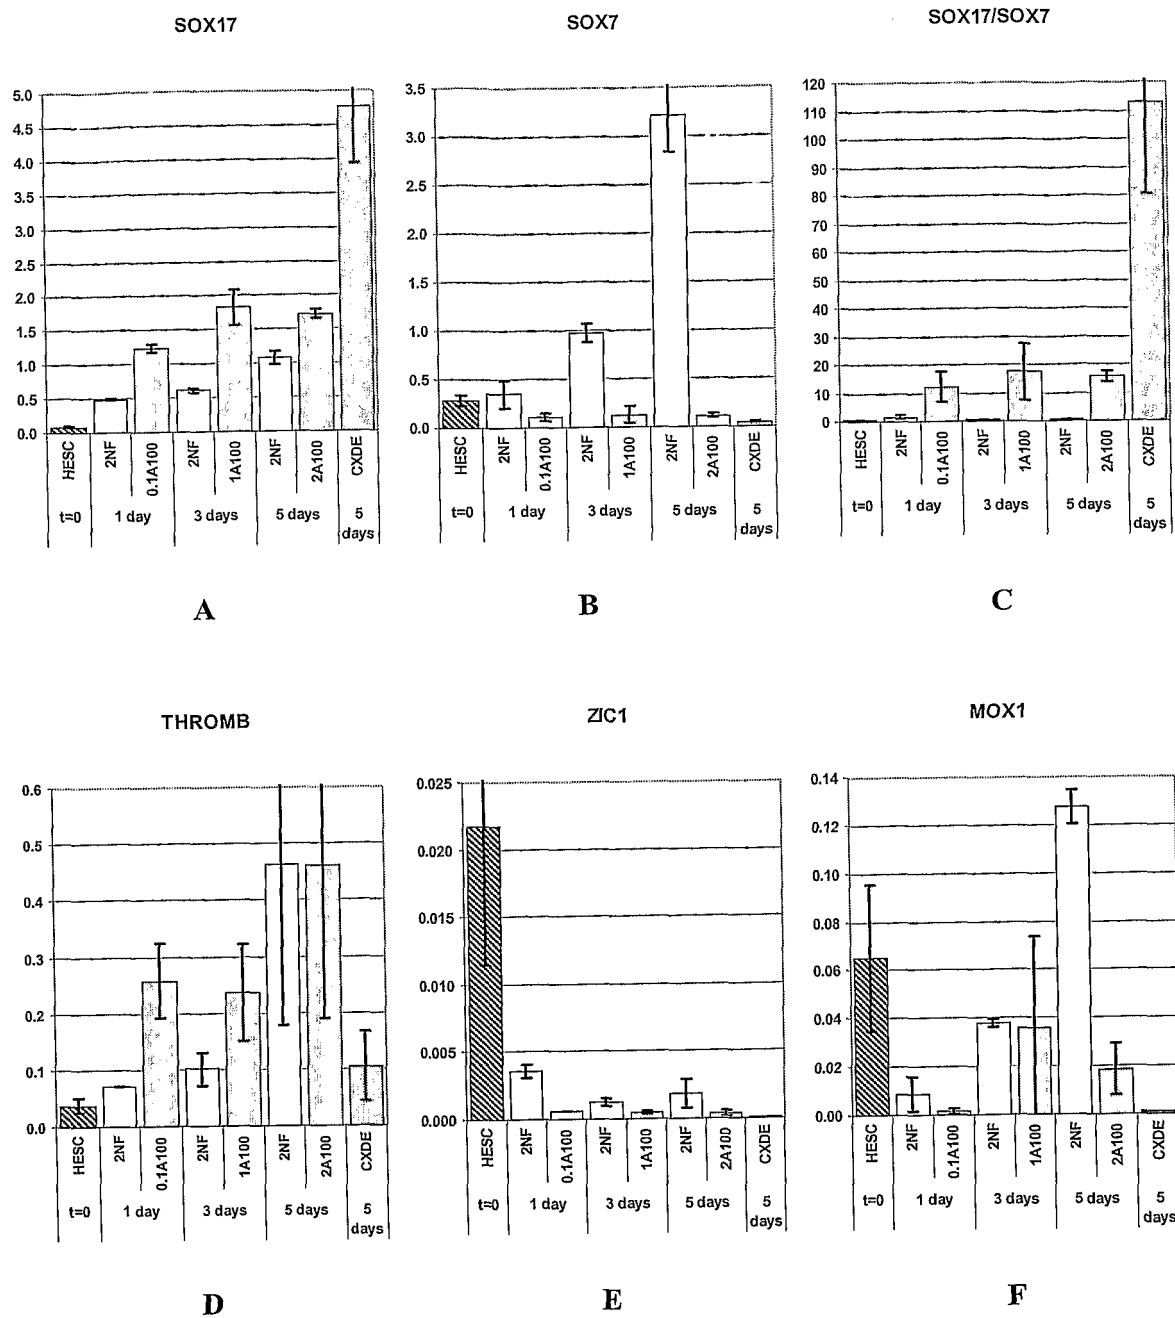 SOX17
SOX7
SOX17/SOX7
5.0
4.5
4.0
3.5
3.0
2.5
2.0
1.5
1.0
0.5
0.0
HESC
2NF
0.1A100
2NF
1A100
2NF
2A100
CXDE
t=0
1 day
3 days
5 days
5
days
3.5
3.0
2.5
2.0
1.5
1.0
0.5
0.0
HESC
2NF
0.1A100
2NF
1A100
2NF
2A100
CXDE
t=0
1 day
3 days
5 days
5
days
120
110
100
90
80
70
60
50
40
30
20
10
0
HESC
2NF
0.1A100
2NF
1A100
2NF
2A100
CXDE
t=0
1 day
3 days
5 days
5
days
A
B
C
THROMB
ZIC1
MOX1
0.6
0.5
0.4
0.3
0.2
0.1
0.0
HESC
2NF
0.1A100
2NF
1A100
2NF
2A100
CXDE
t=0
1 day
3 days
5 days
5
days
0.025
0.020
0.015
0.010
0.005
0.000
HESC
2NF
0.1A100
2NF
1A100
2NF
2A100
CXDE
t=0
1 day
3 days
5 days
5
days
0.14
0.12
0.10
0.08
0.06
0.04
0.02
0.00
HESC
2NF
0.1A100
2NF
1A100
2NF
2A100
CXDE
t=0
1 day
3 days
5 days
5
days
D
E
F